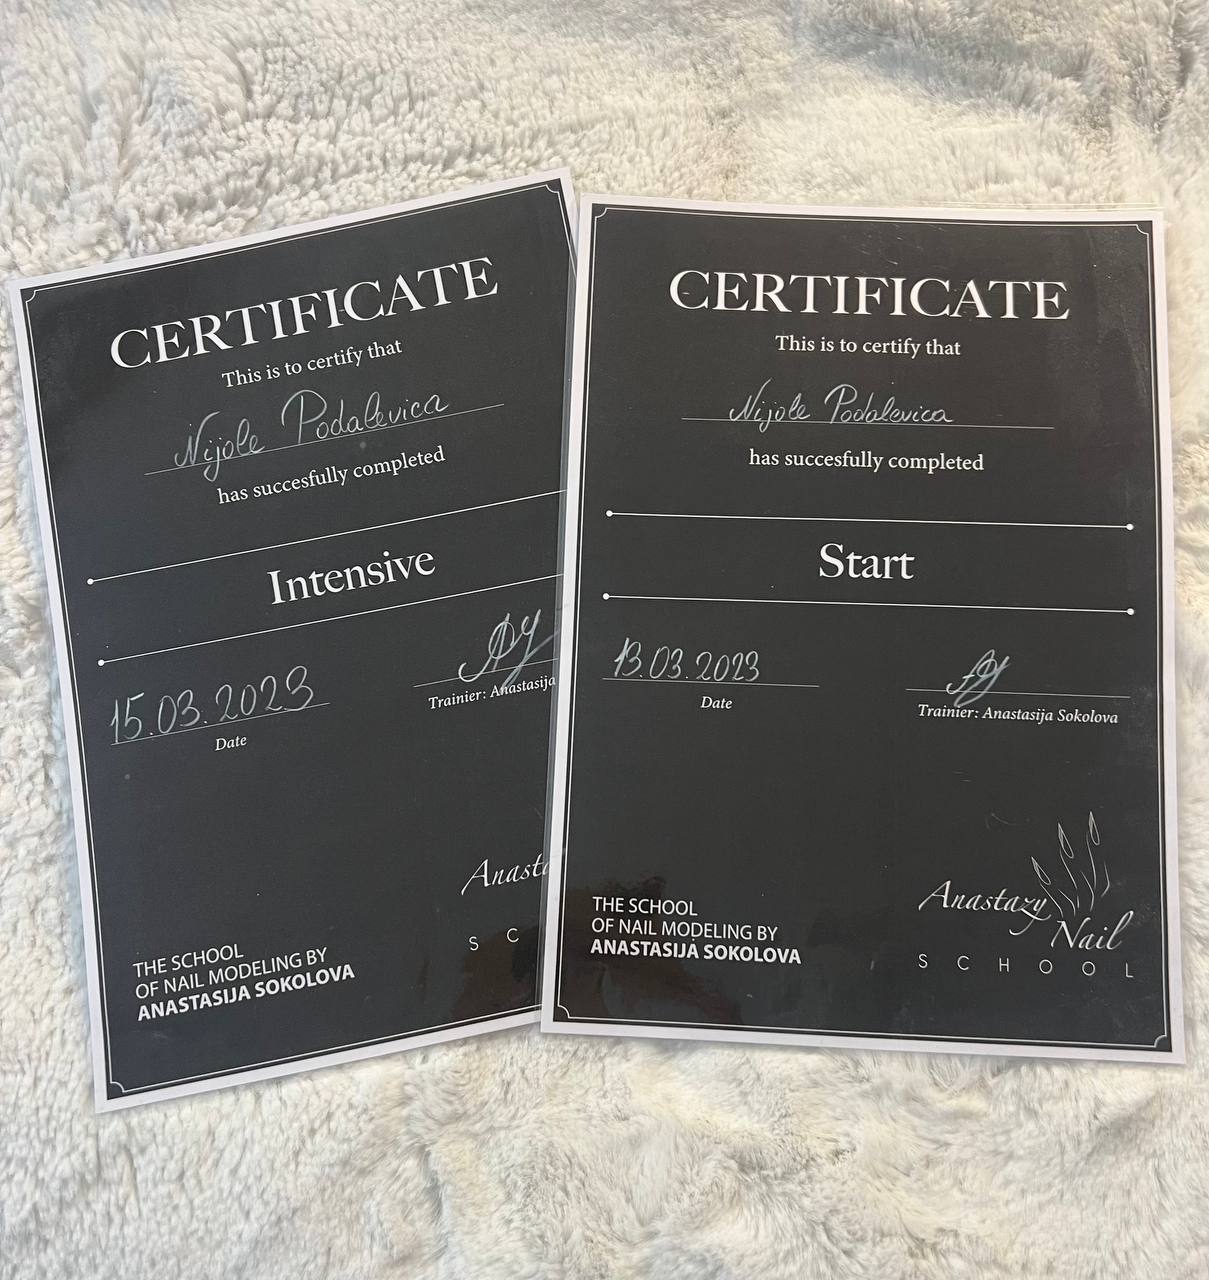 CERTIFICATE
This is to certify that
Nijole Podalevica
has succesfully completed
Intensive
15.03.2023
Date
Trainier: Anastasija
Anasta
S C
THE SCHOOL
OF NAIL MODELING BY
ANASTASIJA SOKOLOVA
CERTIFICATE
This is to certify that
Nijole Podalevica
has succesfully completed
Start
13.03.2023
Date
Trainier: Anastasija Sokolova
THE SCHOOL
OF NAIL MODELING BY
ANASTASIJA SOKOLOVA
Anastazy
Nail
SCHOOL